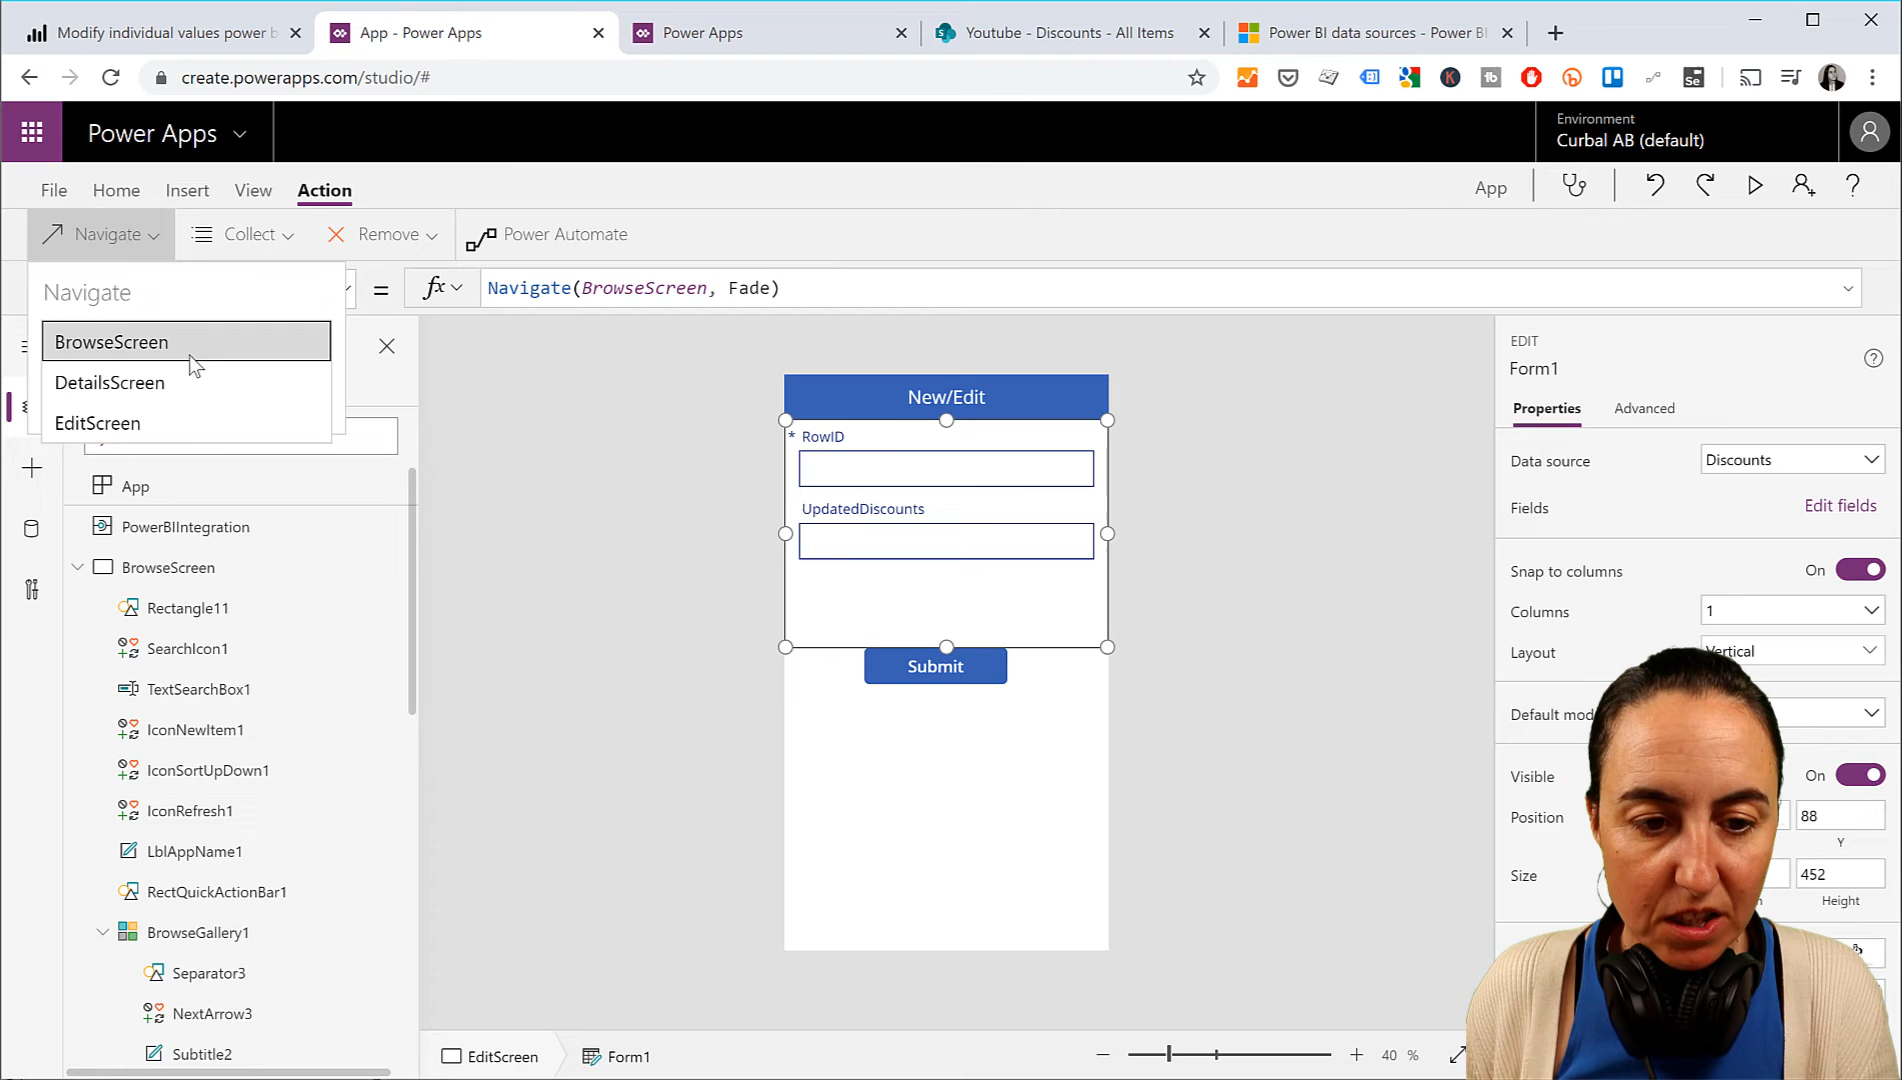 Modify individual values power b
App - Power Apps
Power Apps
Youtube - Discounts - All Items
Power BI data sources - Power BI
create.powerapps.com/studio/#
Power Apps
Environment
Curbal AB (default)
File
Home
Insert
View
Action
App
Navigate
Collect
Remove
Power Automate
Navigate
= fx Navigate(BrowseScreen, Fade)
BrowseScreen
DetailsScreen
EditScreen
App
PowerBIIntegration
BrowseScreen
Rectangle11
SearchIcon1
TextSearchBox1
IconNewItem1
IconSortUpDown1
IconRefresh1
LblAppName1
RectQuickActionBar1
BrowseGallery1
Separator3
NextArrow3
Subtitle2
New/Edit
* RowID
UpdatedDiscounts
Submit
EditScreen
Form1
40 %
EDIT
Form1
Properties
Advanced
Data source
Discounts
Fields
Edit fields
Snap to columns
On
Columns
1
Layout
Vertical
Default mod
Visible
On
Position
88
Y
Size
452
Height